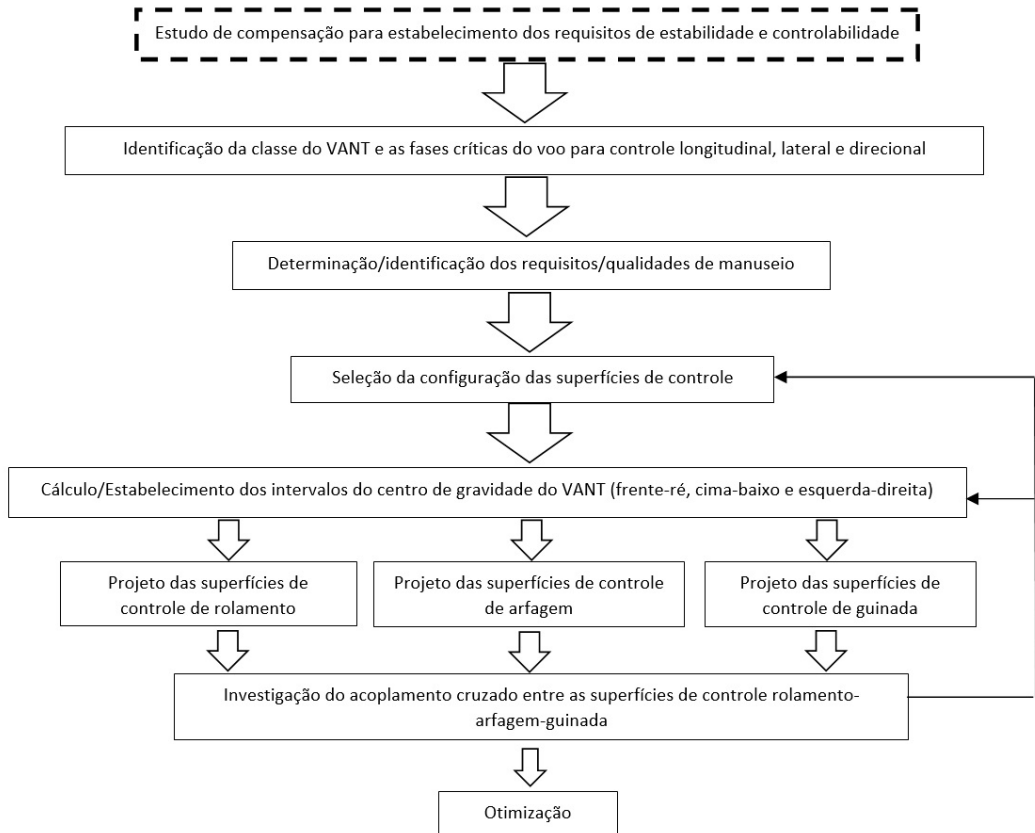 Estudo de compensação para estabelecimento dos requisitos de estabilidade e controlabilidade
Identificação da classe do VANT e as fases críticas do voo para controle longitudinal, lateral e direcional
Determinação/identificação dos requisitos/qualidades de manuseio
Seleção da configuração das superfícies de controle
Cálculo/Estabelecimento dos intervalos do centro de gravidade do VANT (frente-ré, cima-baixo e esquerda-direita)
Projeto das superfícies de
controle de rolamento
Projeto das superfícies de controle
de arfagem
Projeto das superfícies de
controle de guinada
Investigação do acoplamento cruzado entre as superfícies de controle rolamento-
arfagem-guinada
Otimização